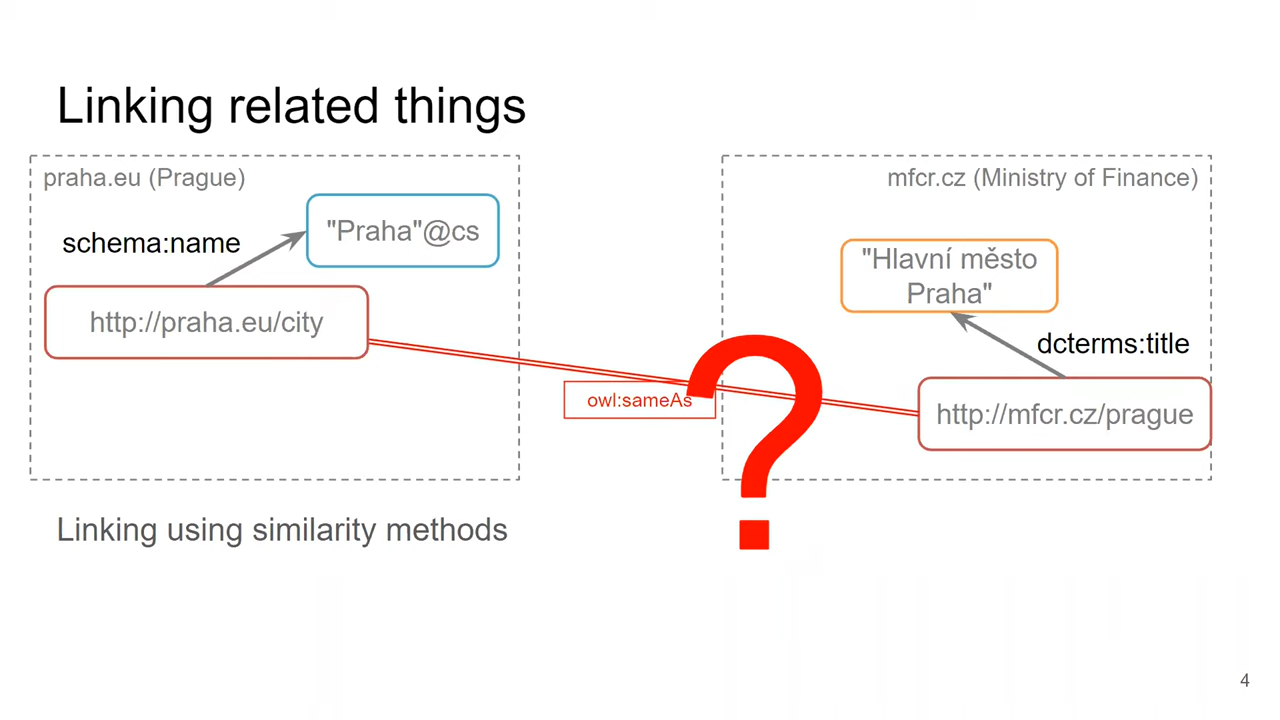 Linking related things
praha.eu (Prague)
schema:name
"Praha"@cs
http://praha.eu/city
mfcr.cz (Ministry of Finance)
"Hlavní město
Praha"
dcterms:title
http://mfcr.cz/prague
owl:sameAs
?
Linking using similarity methods
4